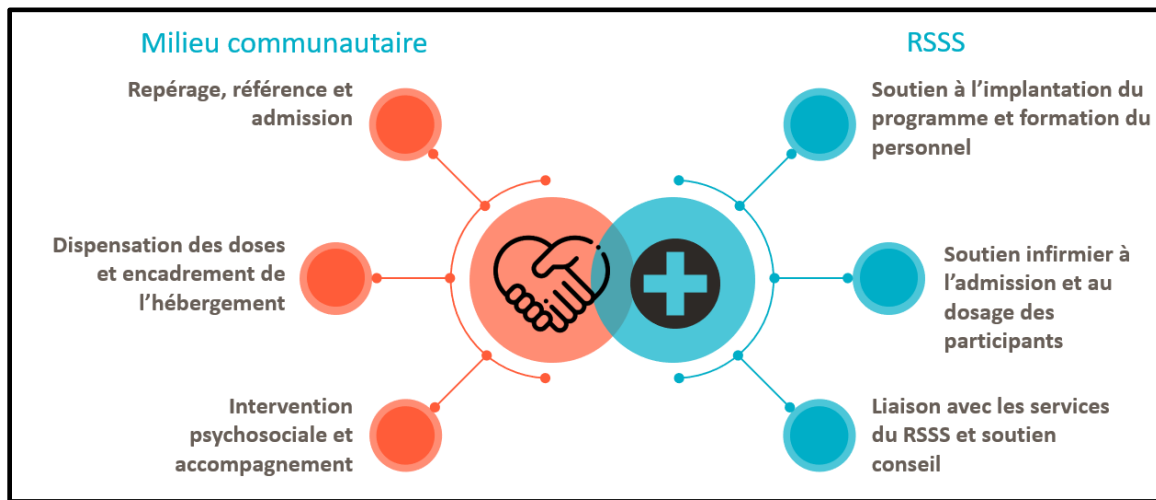 Milieu communautaire
Repérage, référence et
admission
Dispensation des doses
et encadrement de
l’hébergement
Intervention
psychosociale et
accompagnement
RSSS
Soutien à l’implantation du
programme et formation du
personnel
Soutien infirmier à
l’admission et au
dosage des
participants
Liaison avec les services
du RSSS et soutien
conseil